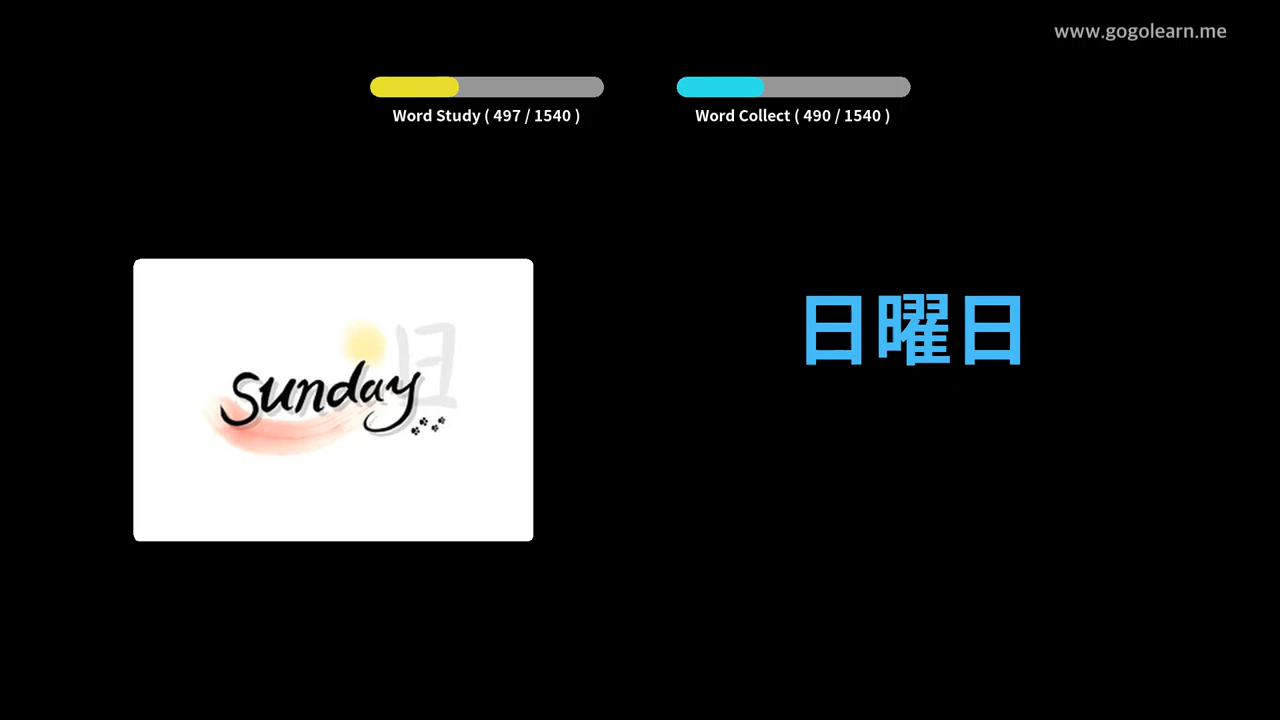 www.gogolearn.me
Word Study ( 497 / 1540 )
Word Collect ( 490 / 1540 )
日曜日
Sunday
日